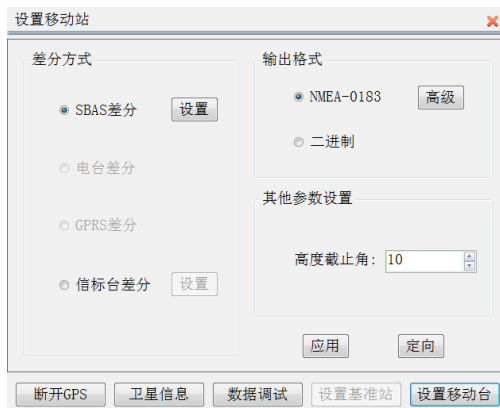 设置移动站
差分方式
SBAS差分 设置
电台差分
GPRS差分
信标台差分 设置
输出格式
NMEA-0183 高级
二进制
其他参数设置
高度截止角: 10
应用 定向
断开GPS 卫星信息 数据调试 设置基准站 设置移动台